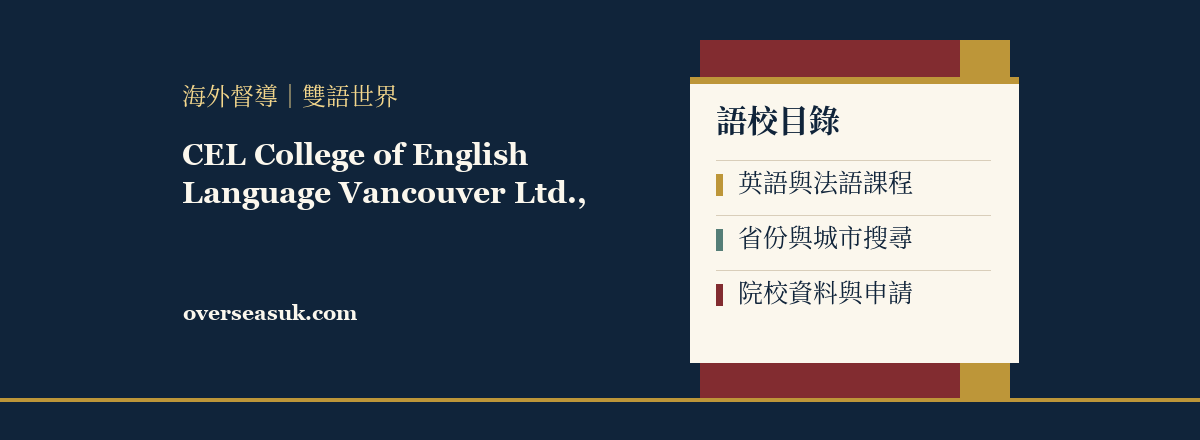 海外督導｜雙語世界
CEL College of English
Language Vancouver Ltd.,
overseasuk.com
語校目錄
英語與法語課程
省份與城市搜尋
院校資料與申請